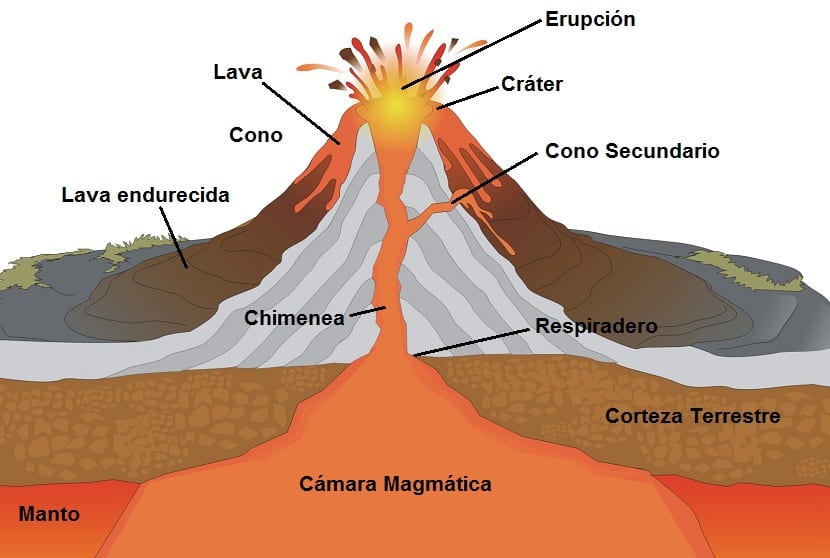 Erupción
Lava
Cráter
Cono
Cono Secundario
Lava endurecida
Chimenea
Respiradero
Corteza Terrestre
Cámara Magmática
Manto